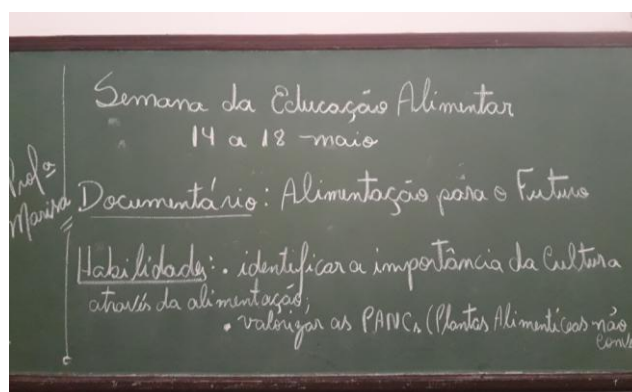 Semana da Educação Alimentar
14 a 18 - maio
Profª
Marisa
Documentário: Alimentação para o Futuro
Habilidades: • identificar a importância da Cultura
através da alimentação;
• valorizar as PANCs (Plantas Alimentíceas não